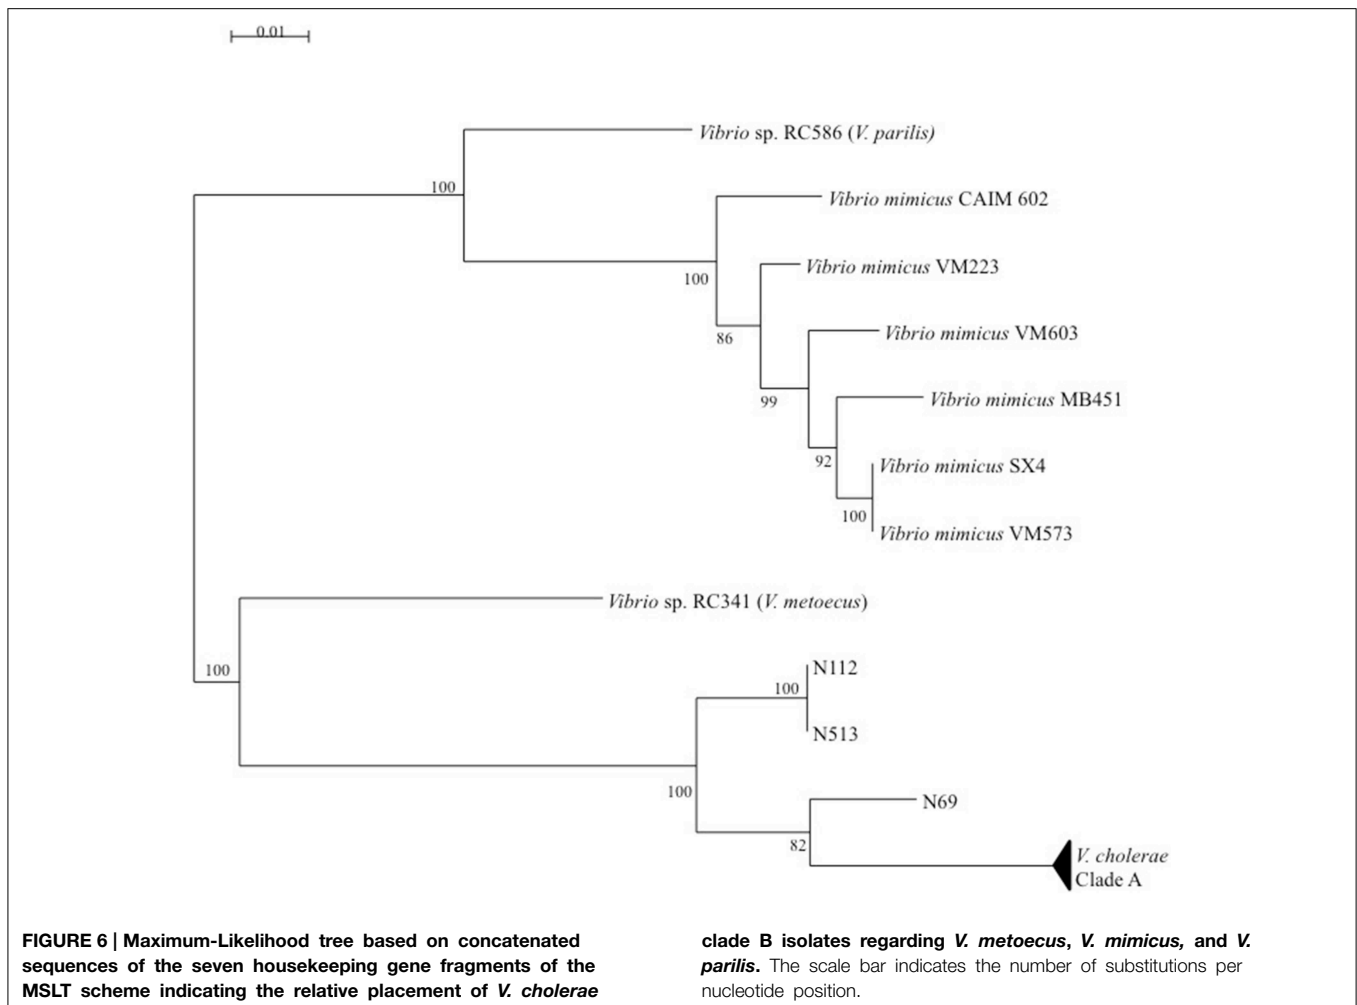 0.01
Vibrio sp. RC586 (V. parilis)
100
Vibrio mimicus CAIM 602
Vibrio mimicus VM223
100
Vibrio mimicus VM603
86
Vibrio mimicus MB451
99
Vibrio mimicus SX4
92
100
Vibrio mimicus VM573
Vibrio sp. RC341 (V. metoecus)
100
N112
100
N513
100
N69
82
V. cholerae
Clade A
FIGURE 6 | Maximum-Likelihood tree based on concatenated
sequences of the seven housekeeping gene fragments of the
MSLT scheme indicating the relative placement of V. cholerae
clade B isolates regarding V. metoecus, V. mimicus, and V.
parilis. The scale bar indicates the number of substitutions per
nucleotide position.